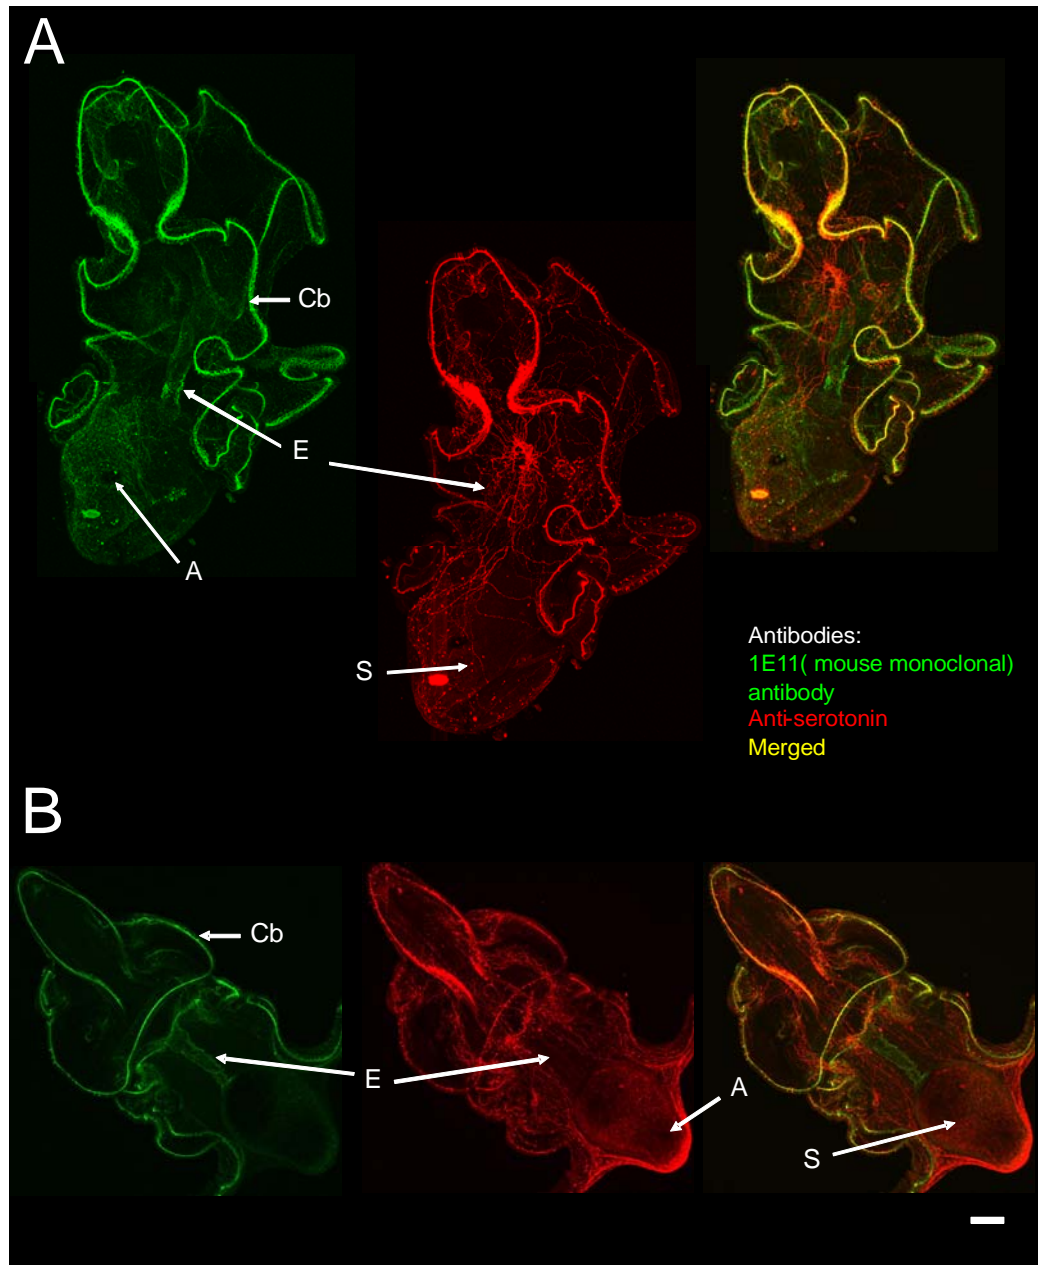 A
Cb
E
A
S
Antibodies:
1E11( mouse monoclonal)
antibody
Anti-serotonin
Merged
B
Cb
E
A
S